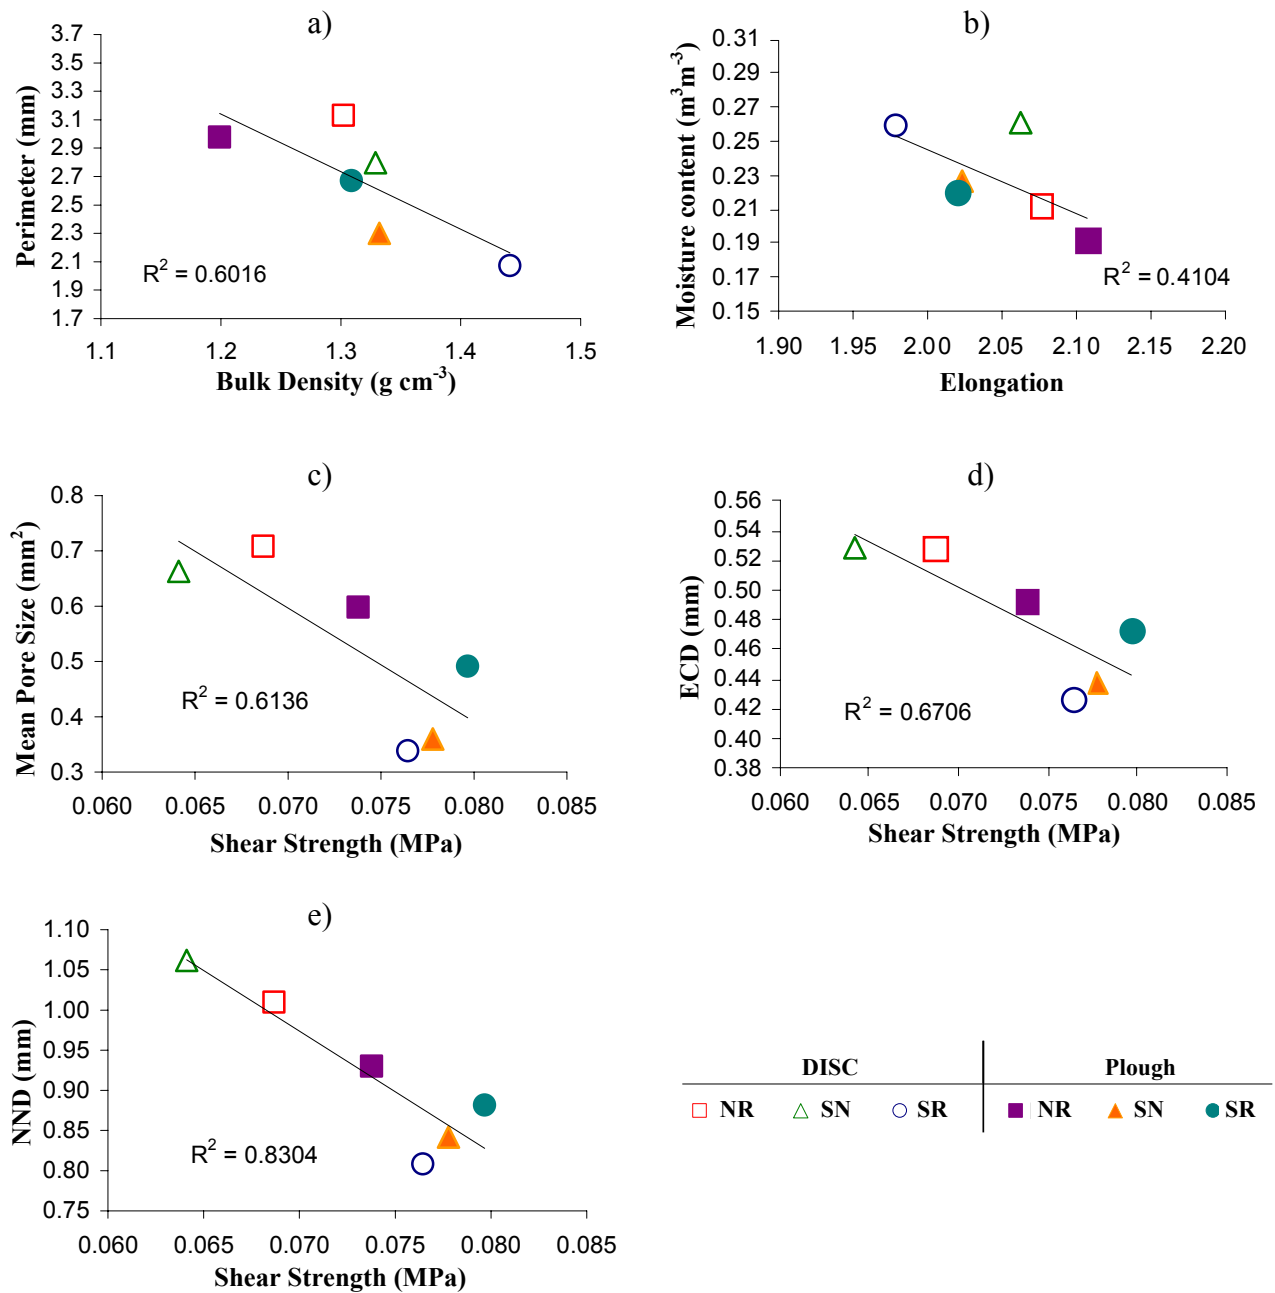 a)
3.7
3.5
3.3
3.1
2.9
2.7
2.5
2.3
2.1
1.9
1.7
Perimeter (mm)
R² = 0.6016
1.1 1.2 1.3 1.4 1.5
Bulk Density (g cm⁻³)
b)
0.31
0.29
0.27
0.25
0.23
0.21
0.19
0.17
0.15
Moisture content (m³m⁻³)
R² = 0.4104
1.90 1.95 2.00 2.05 2.10 2.15 2.20
Elongation
c)
0.8
0.7
0.6
0.5
0.4
0.3
Mean Pore Size (mm²)
R² = 0.6136
0.060 0.065 0.070 0.075 0.080 0.085
Shear Strength (MPa)
d)
0.56
0.54
0.52
0.50
0.48
0.46
0.44
0.42
0.40
0.38
ECD (mm)
R² = 0.6706
0.060 0.065 0.070 0.075 0.080 0.085
Shear Strength (MPa)
e)
1.10
1.05
1.00
0.95
0.90
0.85
0.80
0.75
NND (mm)
R² = 0.8304
0.060 0.065 0.070 0.075 0.080 0.085
Shear Strength (MPa)
DISC Plough
NR SN SR NR SN SR